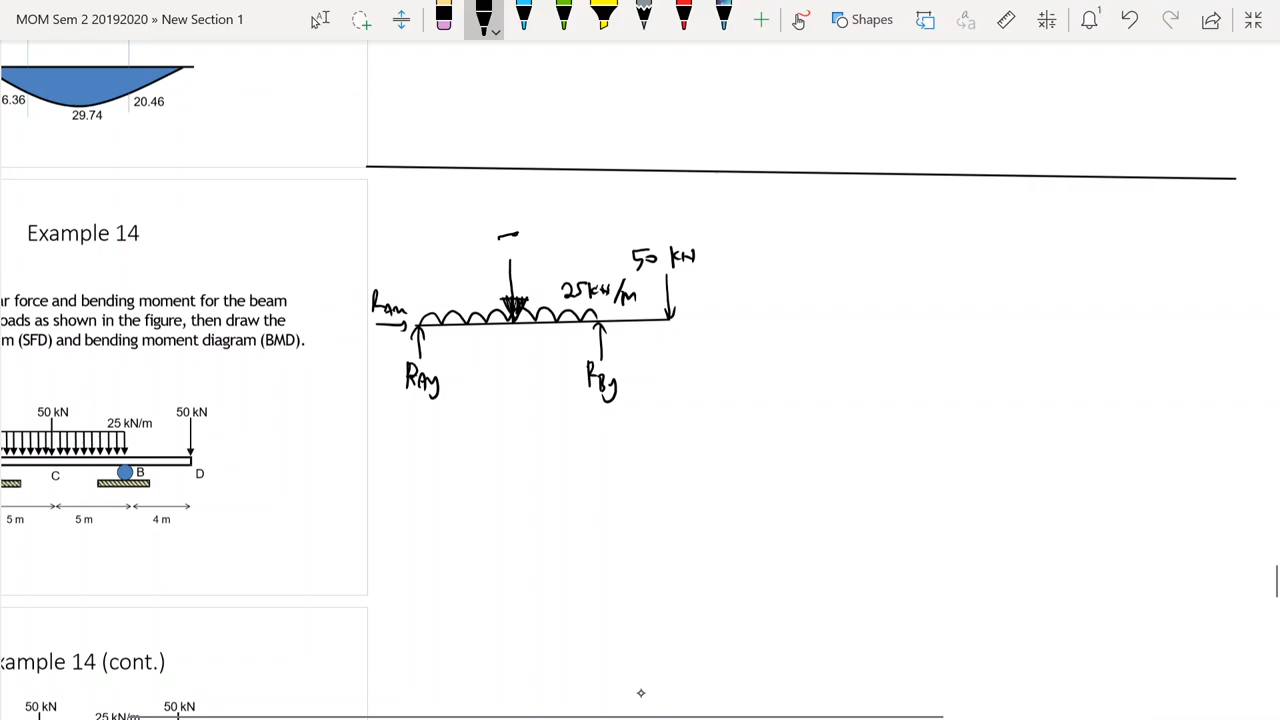 MOM Sem 2 20192020 » New Section 1
Shapes
6.36
20.46
29.74
Example 14
ar force and bending moment for the beam
oads as shown in the figure, then draw the
m (SFD) and bending moment diagram (BMD).
50 kN
25 kN/m
50 kN
C
B
D
5 m
5 m
4 m
50 kN
25 kN/m
RAx
RAy
RBy
xample 14 (cont.)
50 kN
50 kN
25 kN/m